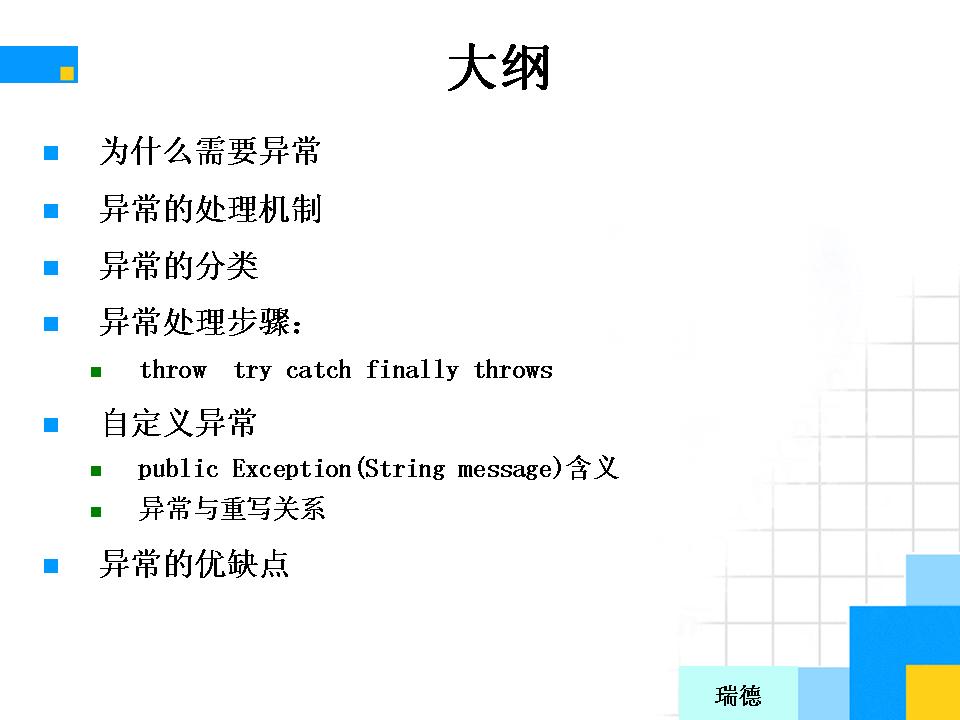 大纲
为什么需要异常
异常的处理机制
异常的分类
异常处理步骤：
throw  try catch finally throws
自定义异常
public Exception(String message)含义
异常与重写关系
异常的优缺点
瑞德